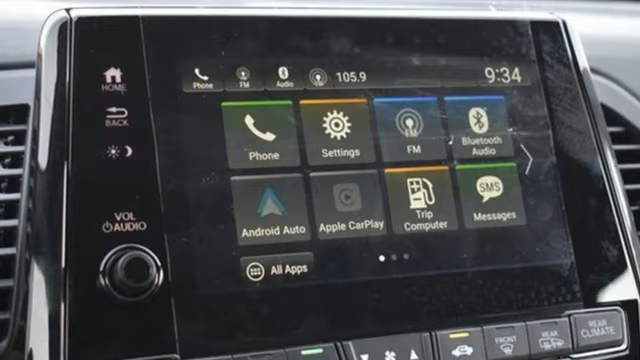 HOME
BACK
VOL
AUDIO
Phone
FM
Audio
105.9
9:34
Phone
Settings
FM
Bluetooth
Audio
Android Auto
Apple CarPlay
Trip
Computer
SMS
Messages
All Apps
FRONT
REAR
REAR
CLIMATE